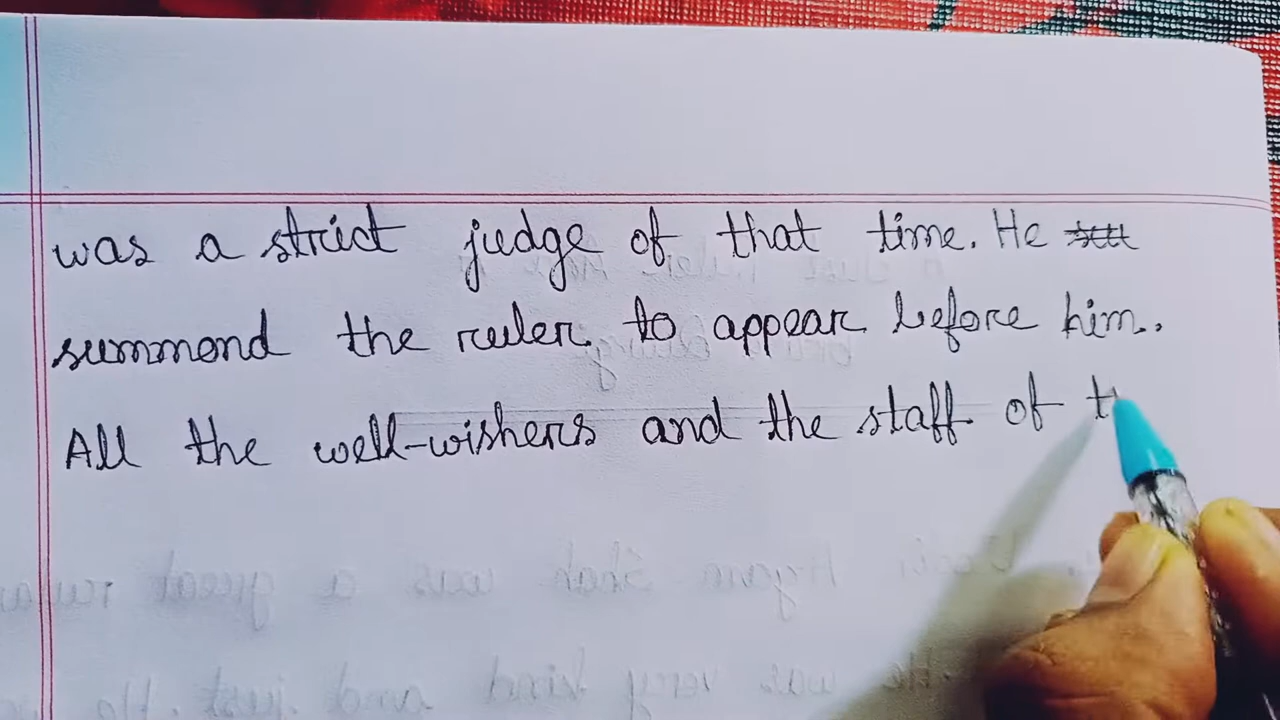 was a strict judge of that time. He
summond the ruler to appear before him.
All the well-wishers and the staff of t